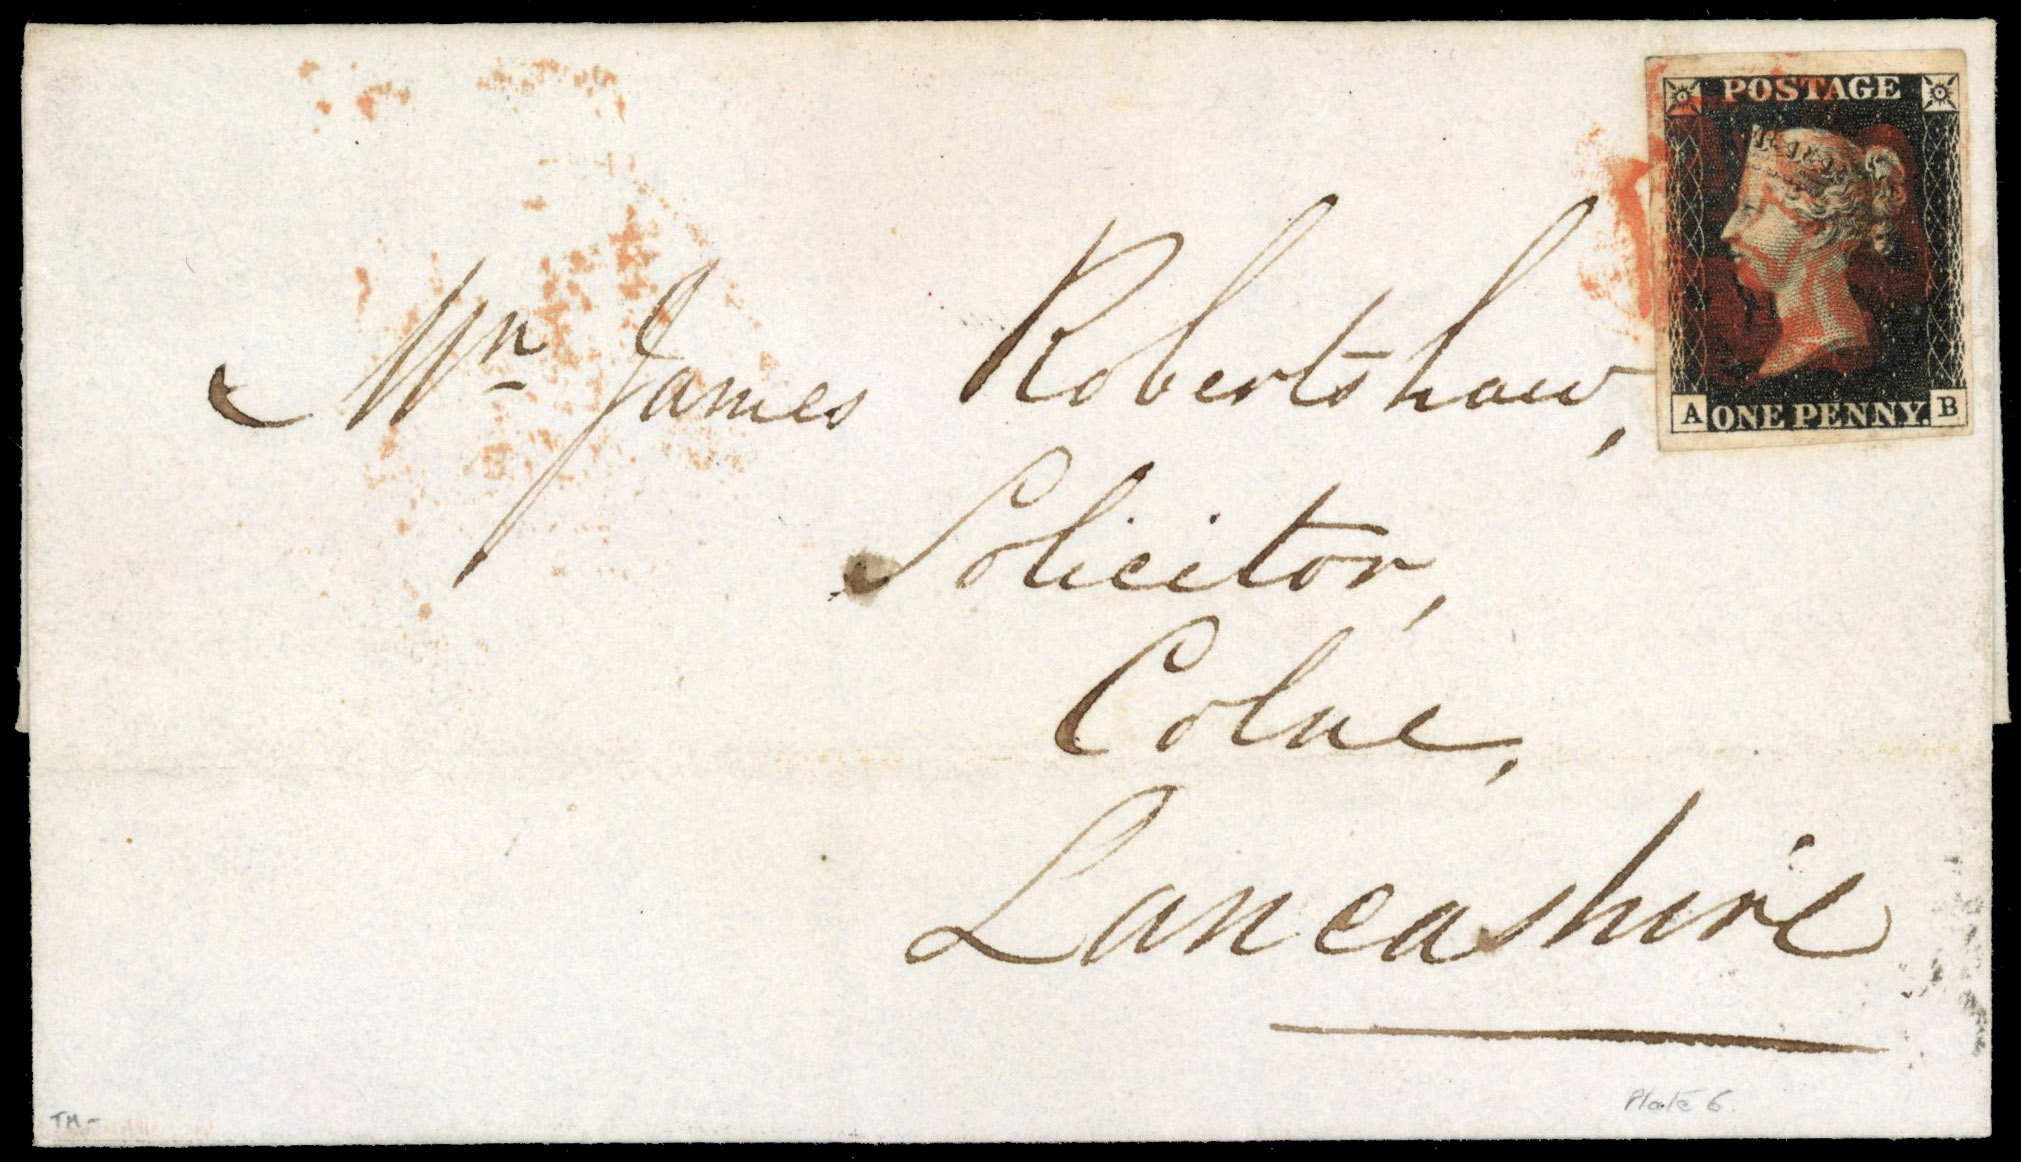 POSTAGE
A ONE PENNY. B
Mr James Robertshaw,
Solicitor,
Colne,
Lancashire
Plate 6